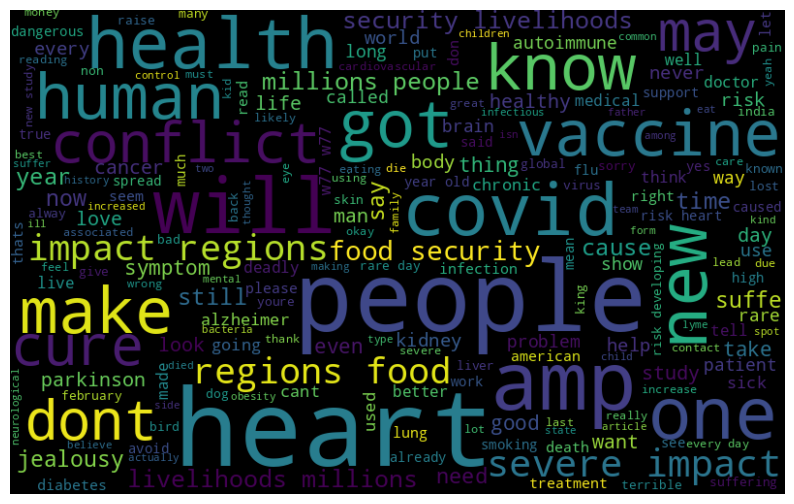 money
many
raise
security livelihoods
may
let
dangerous
health
children
common
reading
every
long
world
put
don
autoimmune
know
pain
non
cardiovascular
never
well
yeah
control
must
kid
read
millions people
doctor
new study
human
less
life
called
healthy
medical
risk
support
india
true
likely
got
brain
great
infectious
isn
father
eat
among
best
conflict
w77
said
vaccine
suffer
cancer
much
eye
body
thing
global
sorry
care
known
year
spread
two
using
eating
die
flu
think
yes
way
lost
history
increased
will
skin
year old
virus
time
now
seem
back
thought
w77
say
chronic
covid
right
caused
ill
alway
love
man
family
team
risk heart
kind
thats
associated
okay
form
day
impact regions
food security
cause
mean
new
use
feel
bad
symptom
deadly
making
rare day
infection
show
lead
due
live
give
wrong
please
mental
youre
people
king
high
make
still
bacteria
suffe
risk developing
alzheimer
rare
lyme
spot
cure
look
going
thank
type
severe
even
kidney
problem
help
tell
contact
died
american
child
take
neurological
parkinson
made
regions food
liver
work
study
patient
february
dog
obesity
cant
used
better
amp
sick
increase
dont
side
bird
heart
lung
lot
good
last
really
article
one
believe
avoid
already
smoking
state
want
see
every day
jealousy
actually
death
severe impact
diabetes
livelihoods millions
need
treatment
terrible
suffering